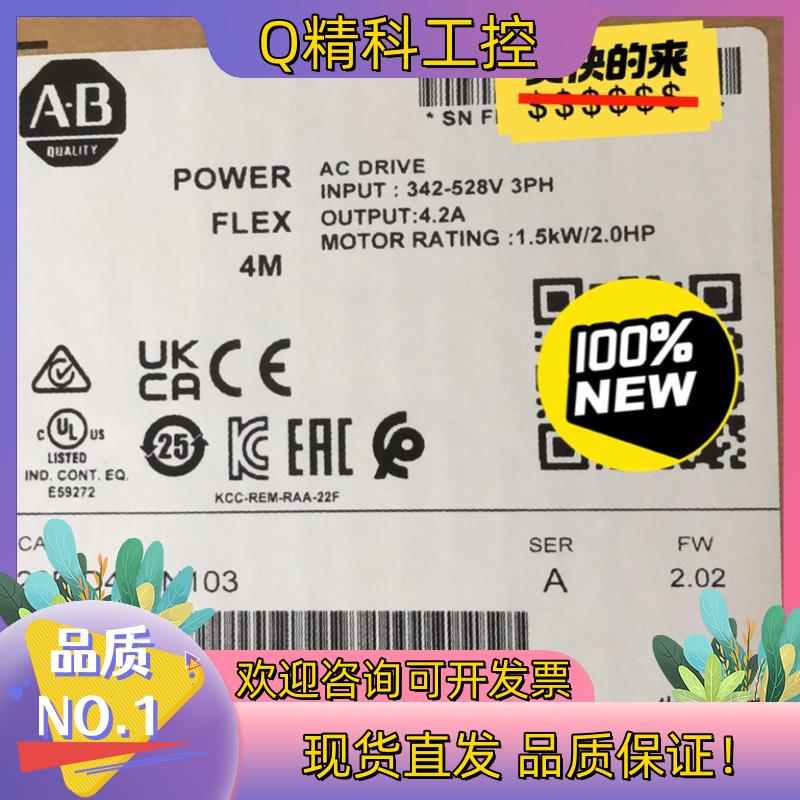 Q精科工控
快的来
$$$$$$
A-B
QUALITY
* SN
POWER
FLEX
4M
AC DRIVE
INPUT : 342-528V 3PH
OUTPUT:4.2A
MOTOR RATING :1.5kW/2.0HP
100%
NEW
UK
CA
CE
C UL US
LISTED
IND. CONT. EQ.
E59272
25
EAC
KCC-REM-RAA-22F
SER
FW
N103
A
2.02
品质
NO.1
欢迎咨询可开发票
现货直发 品质保证!